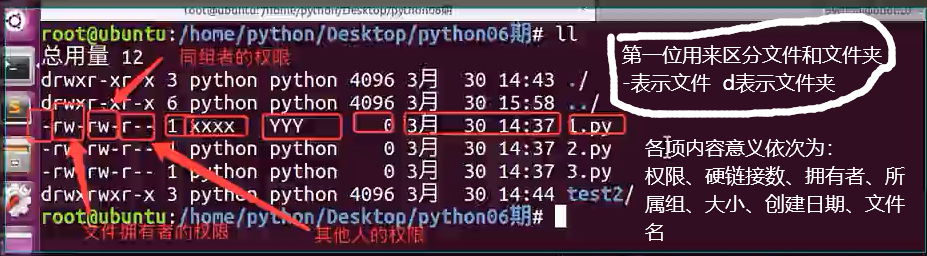 root@ubuntu: /home/python/Desktop/python06期
root@ubuntu:/home/python/Desktop/python06期# ll
总用量 12
同组者的权限
drwxr-xr-x 3 python python 4096 3月 30 14:43 ./
drwxrwxr-x 6 python python 4096 3月 30 15:58 ../
-rw-rw-r-- 1 xxxx YYY 0 3月 30 14:37 1.py
-rw-rw-r-- 1 python python 0 3月 30 14:37 2.py
-rw-rw-r-- 1 python python 0 3月 30 14:37 3.py
drwxrwxr-x 3 python python 4096 3月 30 14:44 test2/
root@ubuntu:/home/python/Desktop/python06期#
文件拥有者的权限
其他人的权限
第一位用来区分文件和文件夹
-表示文件 d表示文件夹
各项内容意义依次为:
权限、硬链接数、拥有者、所
属组、大小、创建日期、文件
名